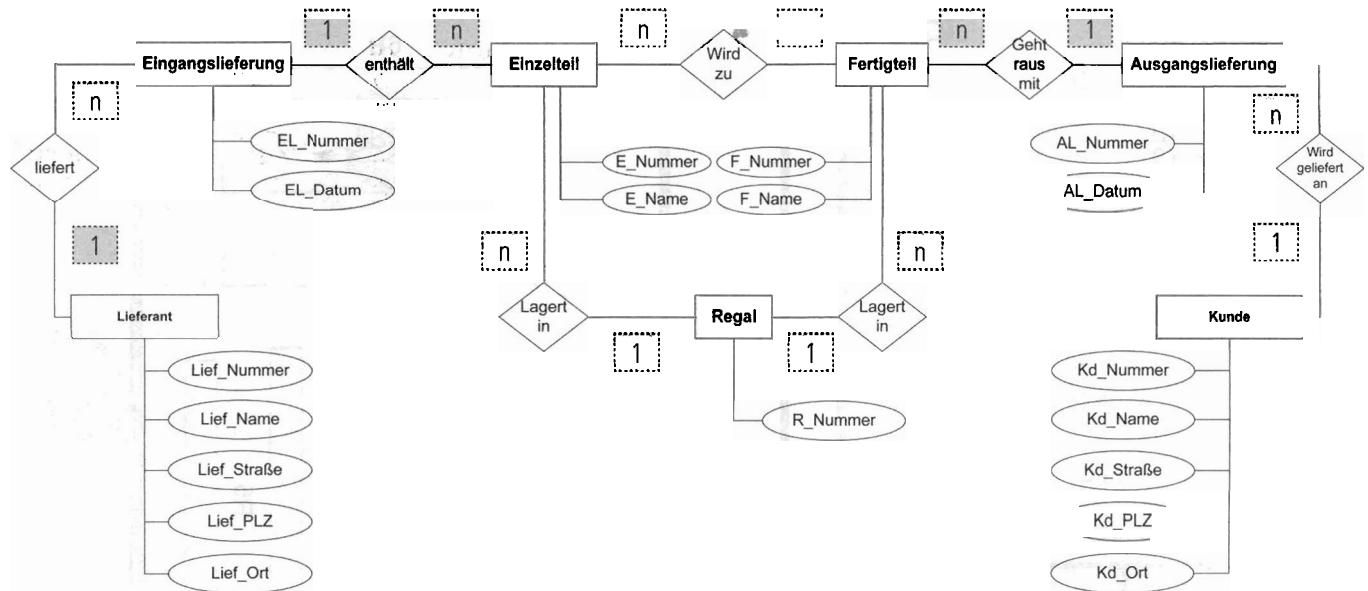 1
n
n
n
1
Eingangslieferung
enthält
Einzelteil
Wird
zu
Fertigteil
Geht
raus
mit
Ausgangslieferung
n
n
liefert
EL_Nummer
EL_Datum
E_Nummer
F_Nummer
E_Name
F_Name
AL_Nummer
AL_Datum
Wird
geliefert
an
1
n
n
1
Lieferant
Lagert
in
Regal
Lagert
in
Kunde
1
1
Lief_Nummer
Lief_Name
Lief_Straße
Lief_PLZ
Lief_Ort
R_Nummer
Kd_Nummer
Kd_Name
Kd_Straße
Kd_PLZ
Kd_Ort